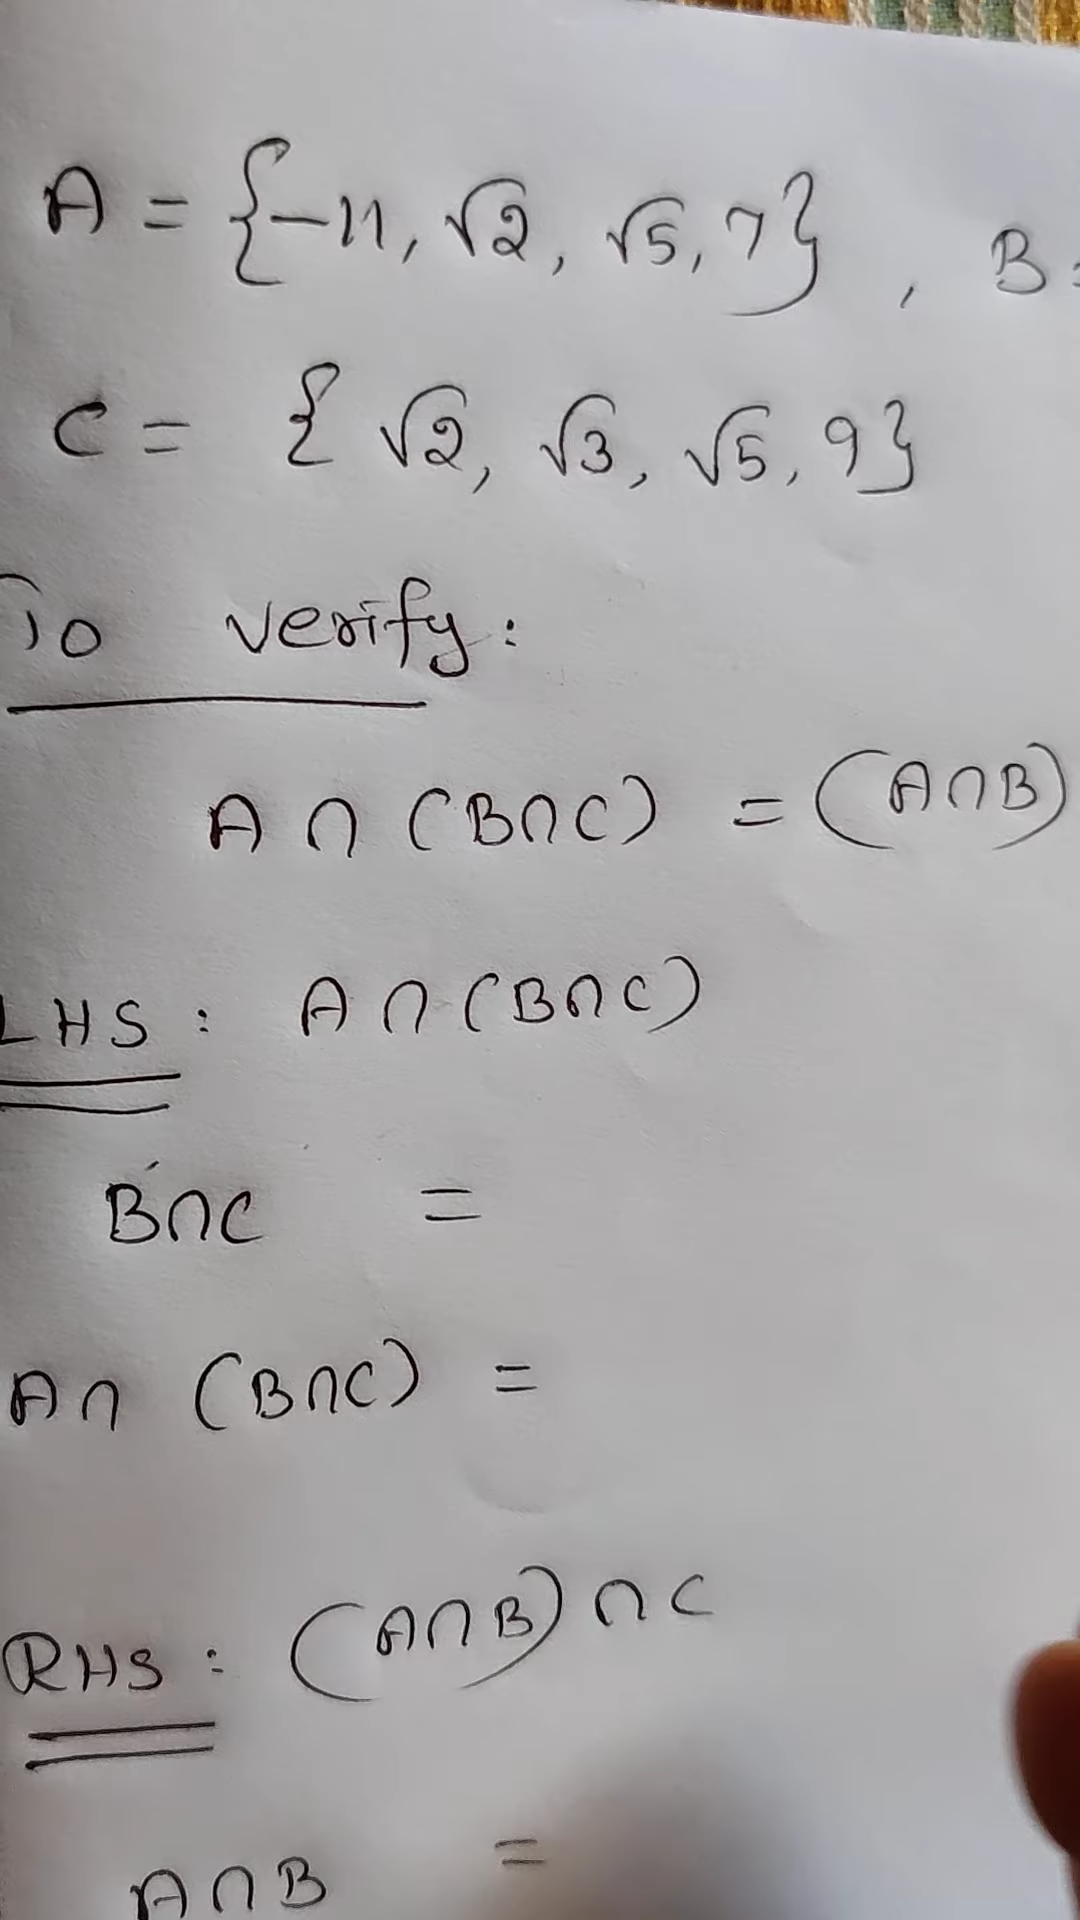 A = {-11, √2, √5, 7} , B =
C = { √2, √3, √5, 9}
To verify:
A ∩ (B∩C) = (A∩B)
LHS : A ∩ (B∩C)
B∩C =
A∩ (B∩C) =
RHS : (A∩B) ∩ C
A∩B =